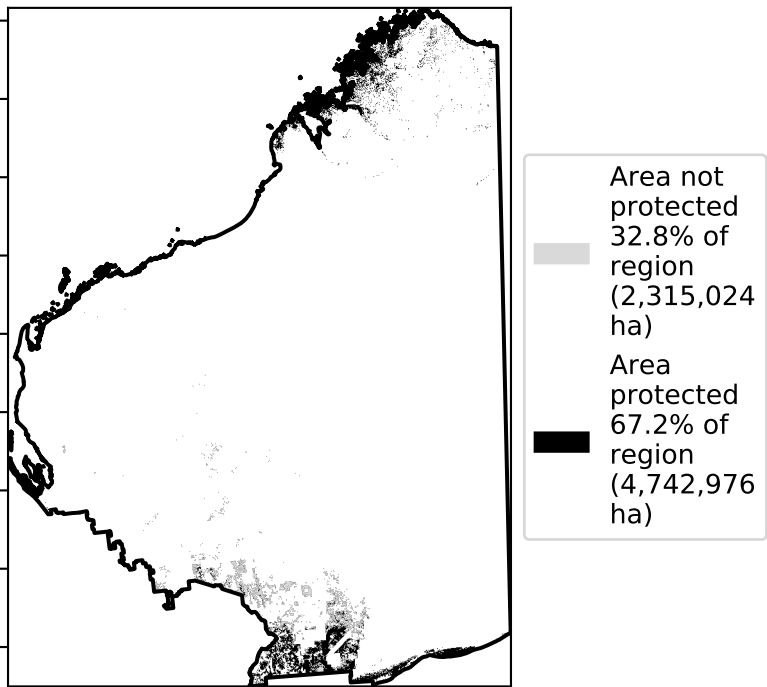 Area not
protected
32.8% of
region
(2,315,024
ha)
Area
protected
67.2% of
region
(4,742,976
ha)